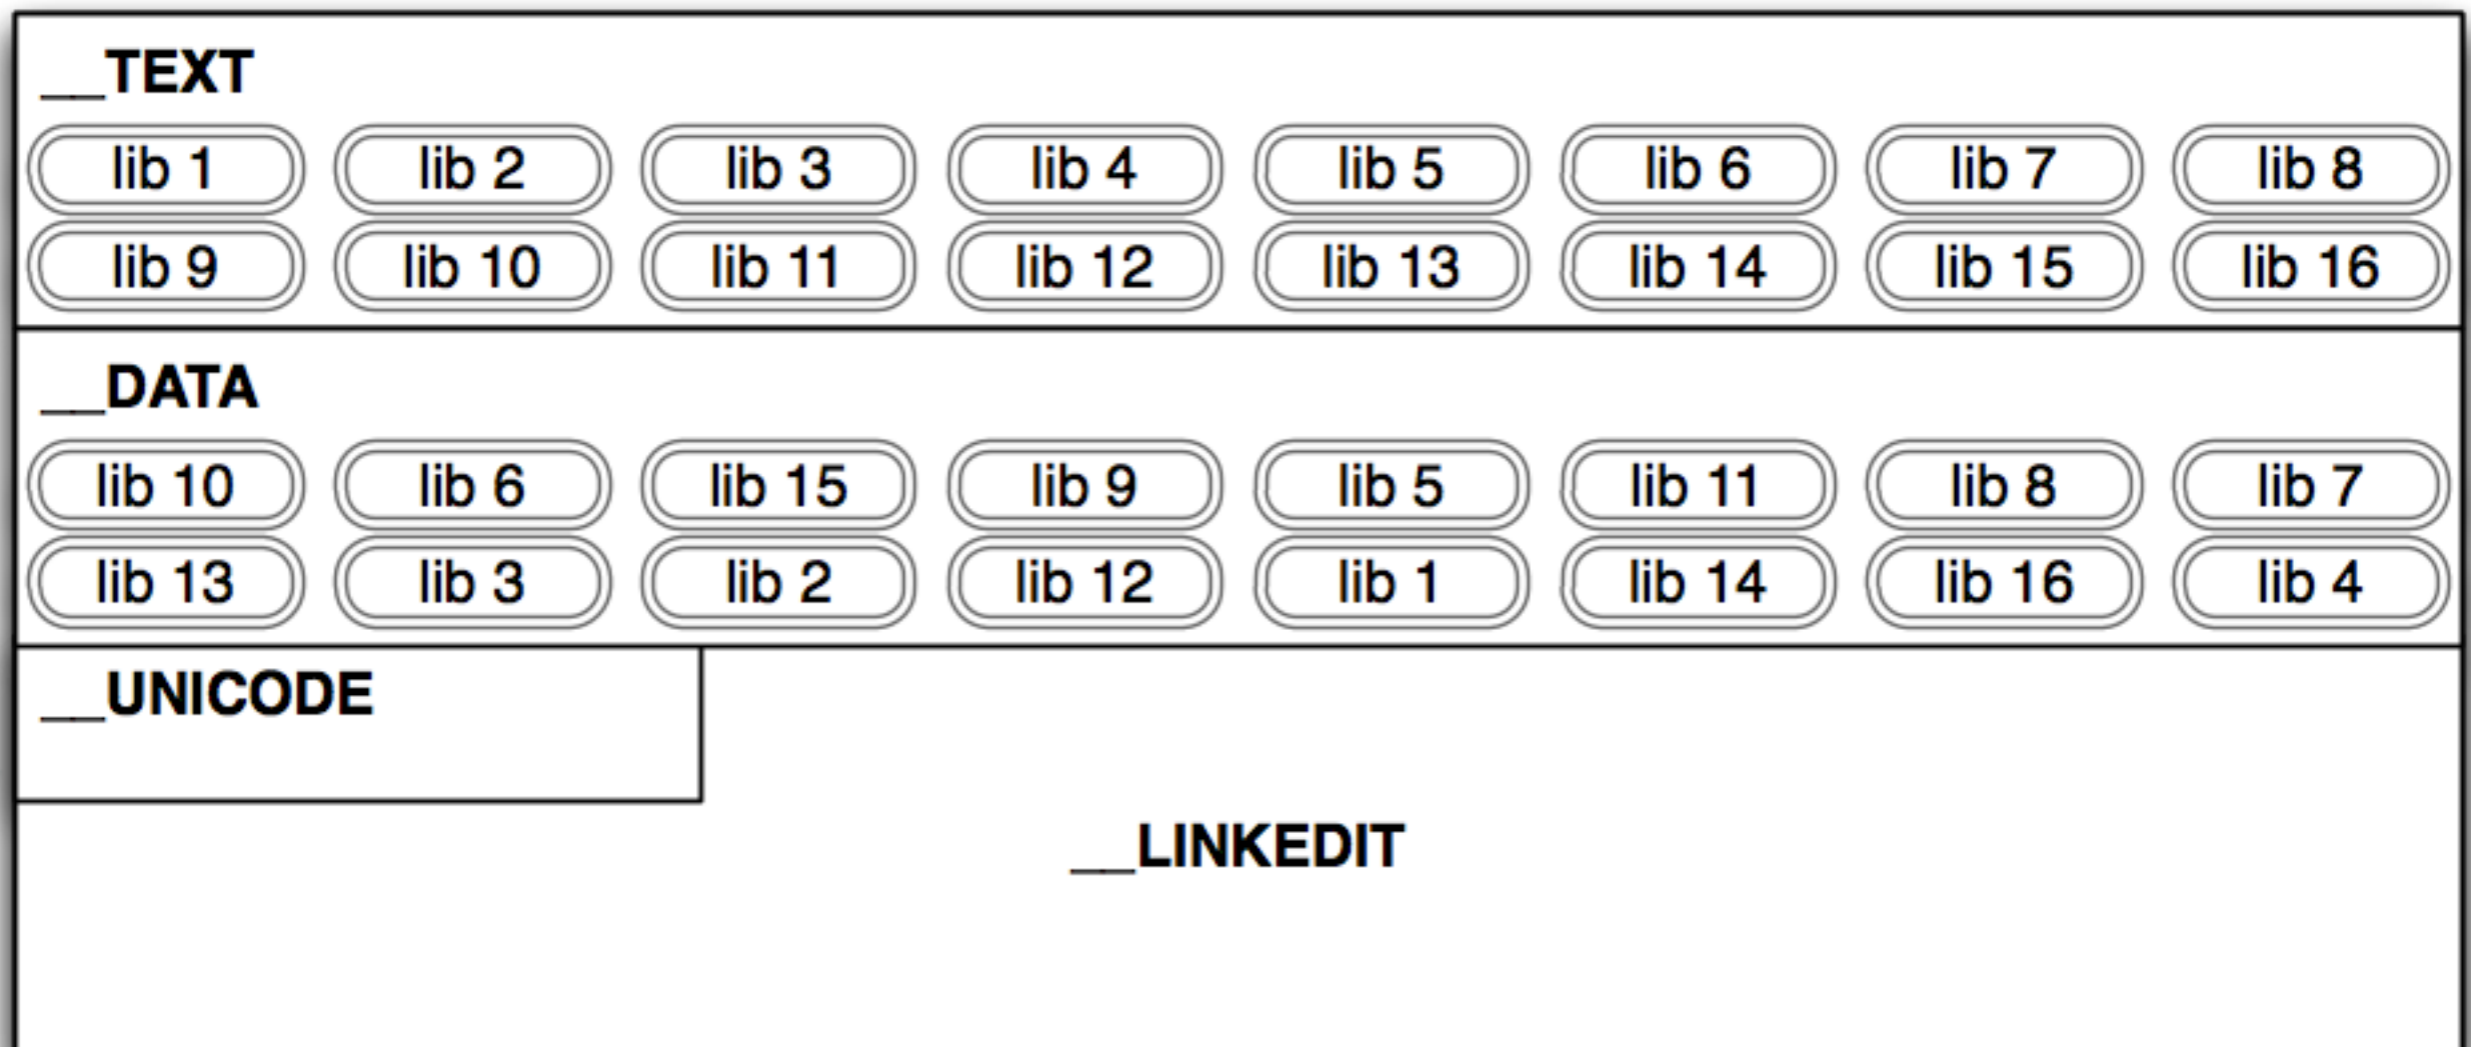 __TEXT
lib 1 lib 2 lib 3 lib 4 lib 5 lib 6 lib 7 lib 8
lib 9 lib 10 lib 11 lib 12 lib 13 lib 14 lib 15 lib 16
__DATA
lib 10 lib 6 lib 15 lib 9 lib 5 lib 11 lib 8 lib 7
lib 13 lib 3 lib 2 lib 12 lib 1 lib 14 lib 16 lib 4
__UNICODE
__LINKEDIT